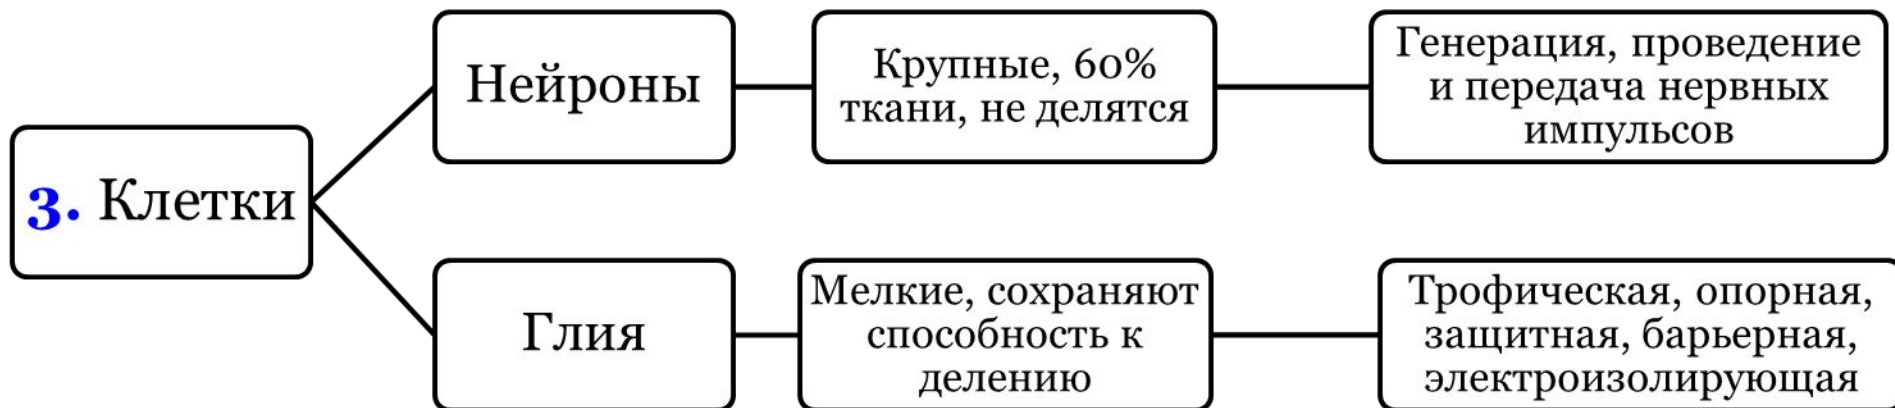 3. Клетки
Нейроны
Крупные, 60%
ткани, не делятся
Генерация, проведение
и передача нервных
импульсов
Глия
Мелкие, сохраняют
способность к
делению
Трофическая, опорная,
защитная, барьерная,
электроизолирующая